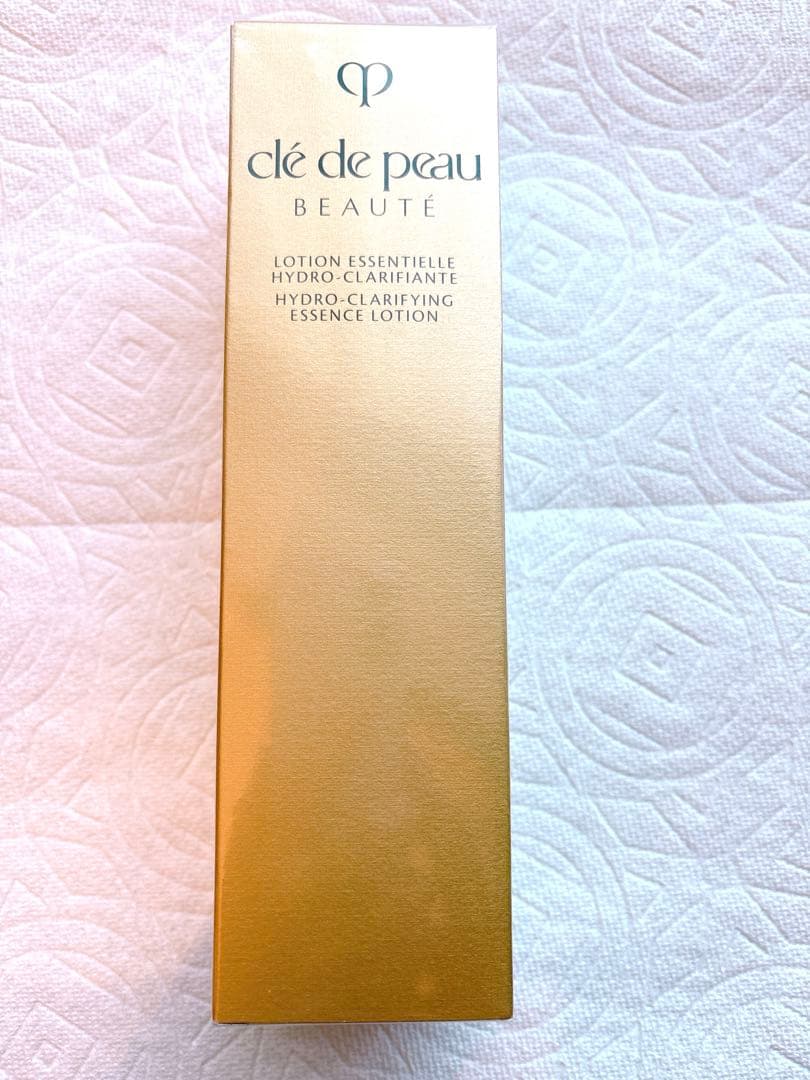 clé de peau
BEAUTÉ
LOTION ESSENTIELLE
HYDRO-CLARIFIANTE
HYDRO-CLARIFYING
ESSENCE LOTION